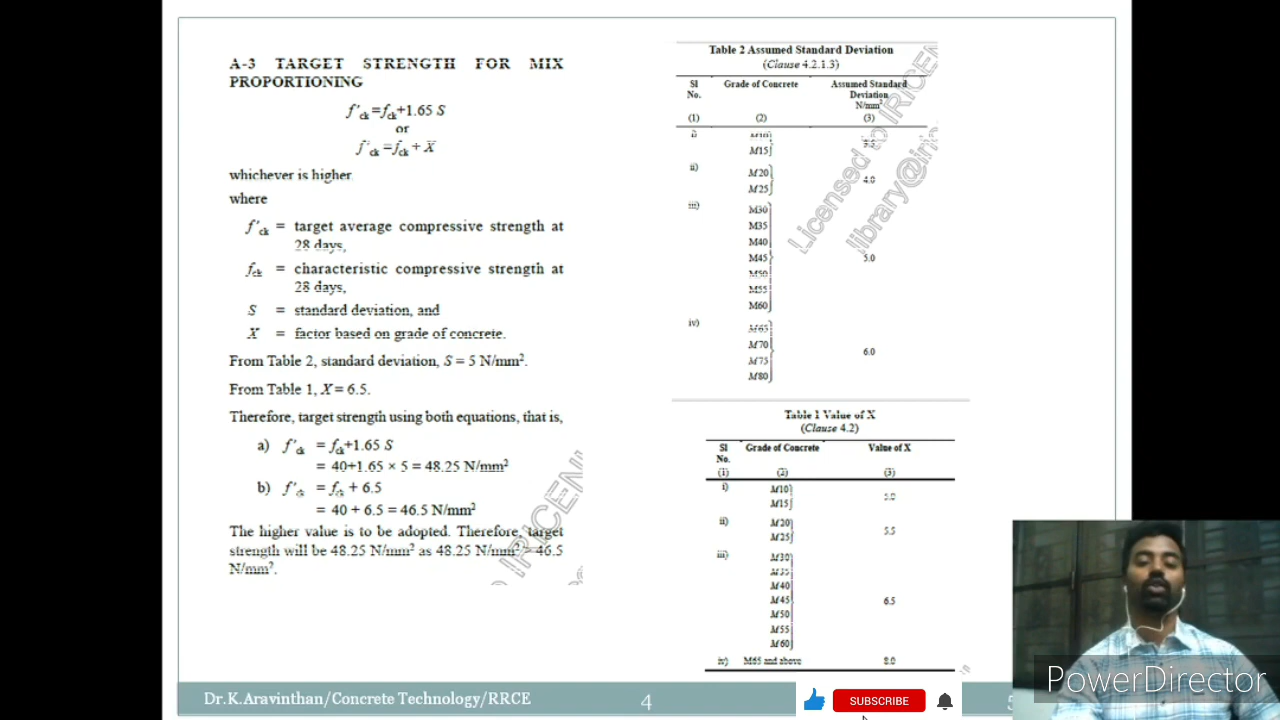 A-3 TARGET STRENGTH FOR MIX
PROPORTIONING
f'ck =fck+1.65 S
or
f'ck =fck + X
whichever is higher.
where
f'ck = target average compressive strength at
28 days,
fck = characteristic compressive strength at
28 days,
S = standard deviation, and
X = factor based on grade of concrete.
From Table 2, standard deviation, S = 5 N/mm².
From Table 1, X = 6.5.
Therefore, target strength using both equations, that is,
a) f'ck = fck+1.65 S
= 40+1.65 × 5 = 48.25 N/mm²
b) f'ck = fck + 6.5
= 40 + 6.5 = 46.5 N/mm²
The higher value is to be adopted. Therefore, target
strength will be 48.25 N/mm² as 48.25 N/mm² > 46.5
N/mm².
Table 2 Assumed Standard Deviation
(Clause 4.2.1.3)
Sl No. Grade of Concrete Assumed Standard Deviation N/mm²
(1) (2) (3)
i) M10
M15 3.5
ii) M20
M25 4.0
iii) M30
M35
M40
M45 5.0
M50
M55
M60
iv) M65
M70
M75 6.0
M80
Table 1 Value of X
(Clause 4.2)
Sl No. Grade of Concrete Value of X
(1) (2) (3)
i) M10
M15 5.0
ii) M20
M25 5.5
iii) M30
M35
M40
M45 6.5
M50
M55
M60
iv) M65 and above 8.0
Licensed to IRICEN
library@iri
O IRICEN
Dr.K.Aravinthan/Concrete Technology/RRCE
4
SUBSCRIBE
PowerDirector